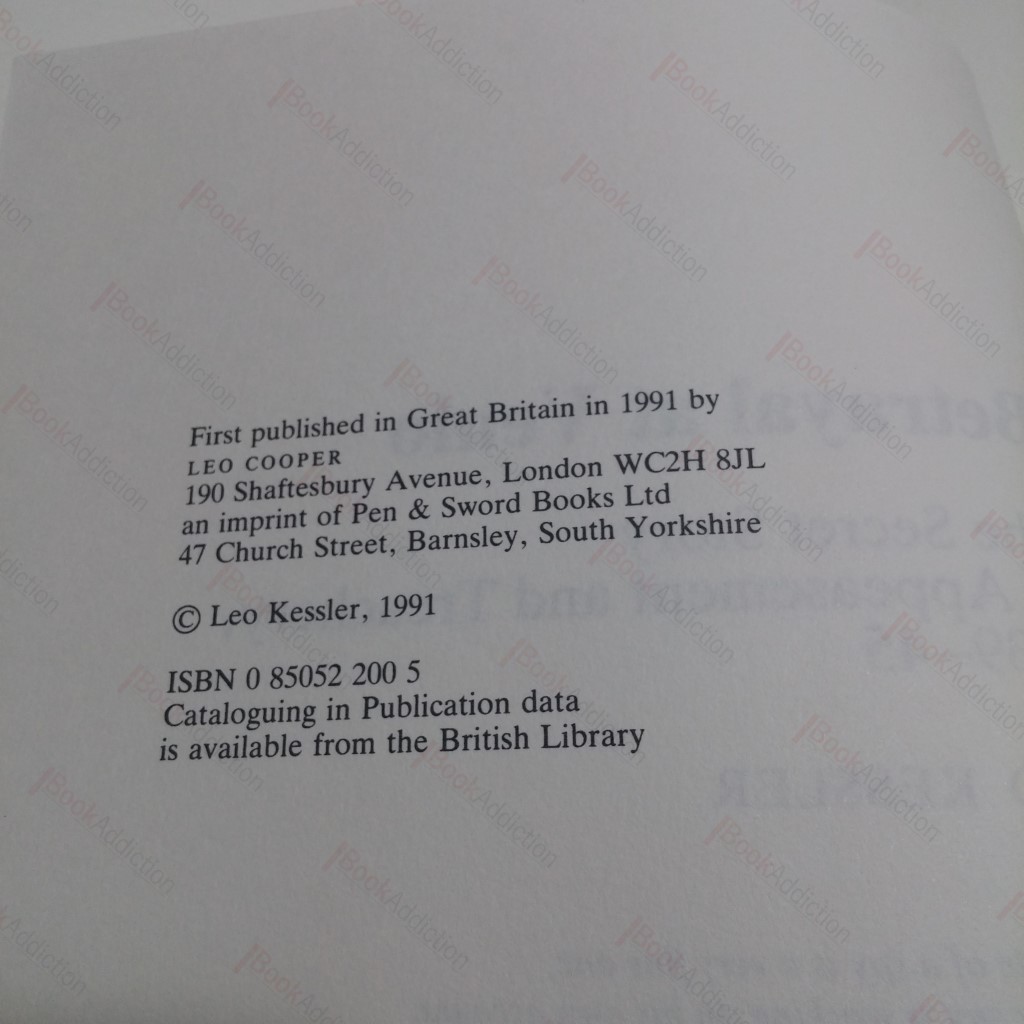 First published in Great Britain in 1991 by
LEO COOPER
190 Shaftesbury Avenue, London WC2H 8JL
an imprint of Pen & Sword Books Ltd
47 Church Street, Barnsley, South Yorkshire
© Leo Kessler, 1991
ISBN 0 85052 200 5
Cataloguing in Publication data
is available from the British Library
BookAddiction